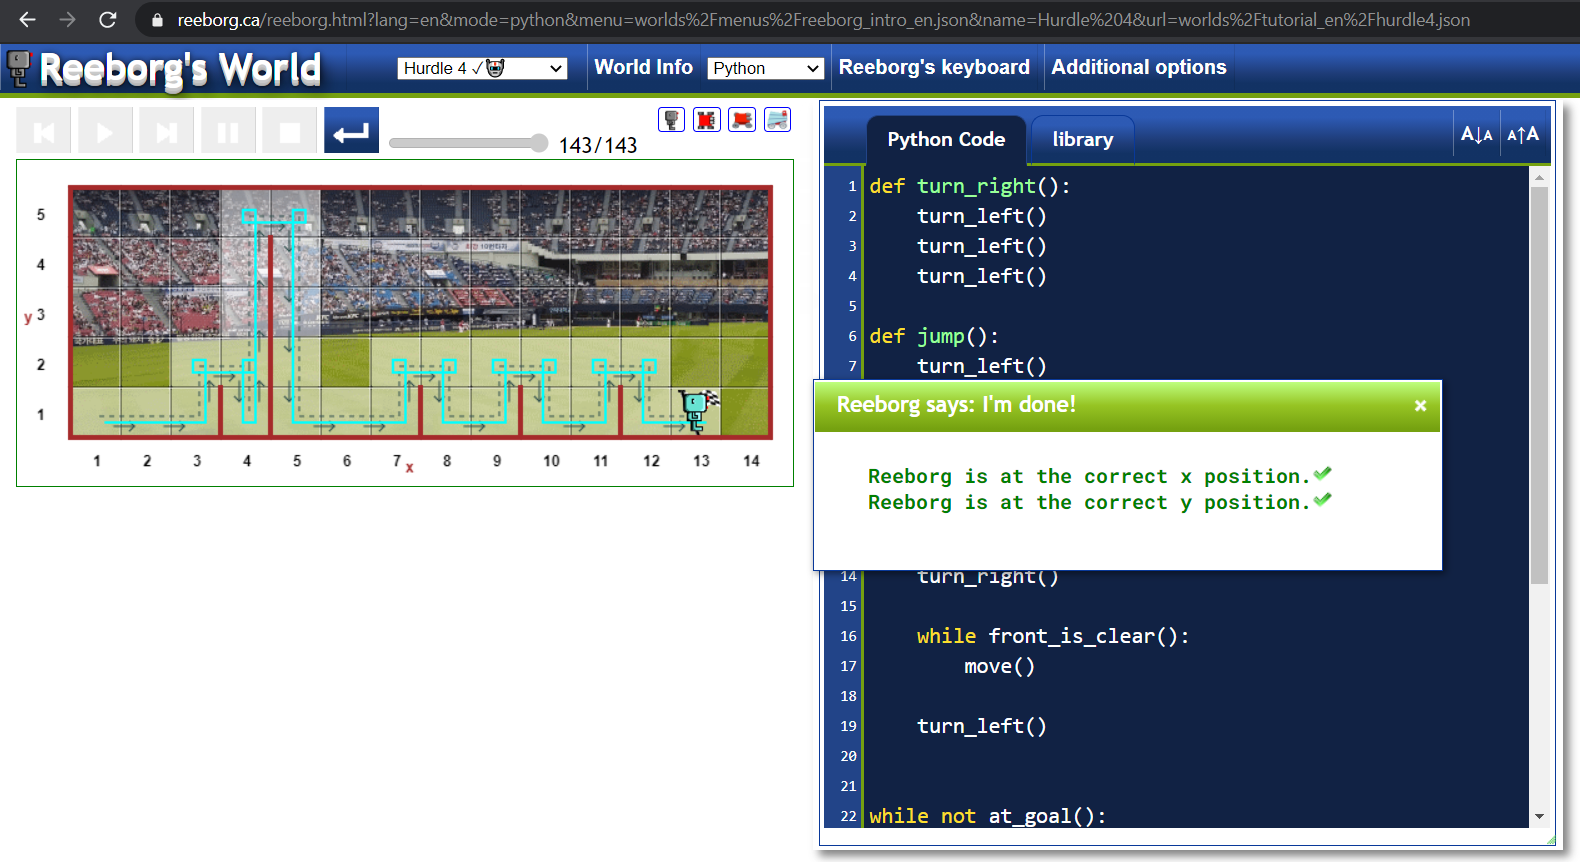 reeborg.ca/reeborg.html?lang=en&mode=python&menu=worlds%2Fmenus%2Freeborg_intro_en.json&name=Hurdle%204&url=worlds%2Ftutorial_en%2Fhurdle4.json
Reeborg's World
Hurdle 4 ✓
World Info
Python
Reeborg's keyboard
Additional options
143/143
Python Code
library
A↓A
A↑A
5
4
y 3
2
1
1 2 3 4 5 6 7 8 9 10 11 12 13 14
x
1 def turn_right():
2     turn_left()
3     turn_left()
4     turn_left()
5
6 def jump():
7     turn_left()
Reeborg says: I'm done!
×
Reeborg is at the correct x position.
Reeborg is at the correct y position.
14     turn_right()
15
16     while front_is_clear():
17         move()
18
19     turn_left()
20
21
22 while not at_goal():